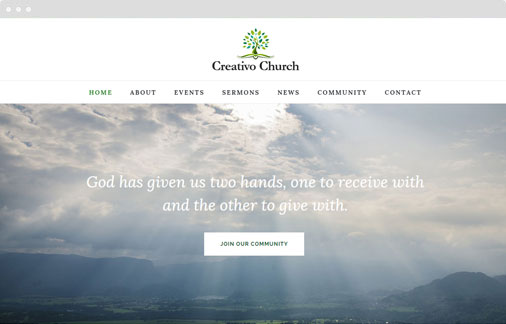 Creativo Church
HOME ABOUT EVENTS SERMONS NEWS COMMUNITY CONTACT
God has given us two hands, one to receive with
and the other to give with.
JOIN OUR COMMUNITY